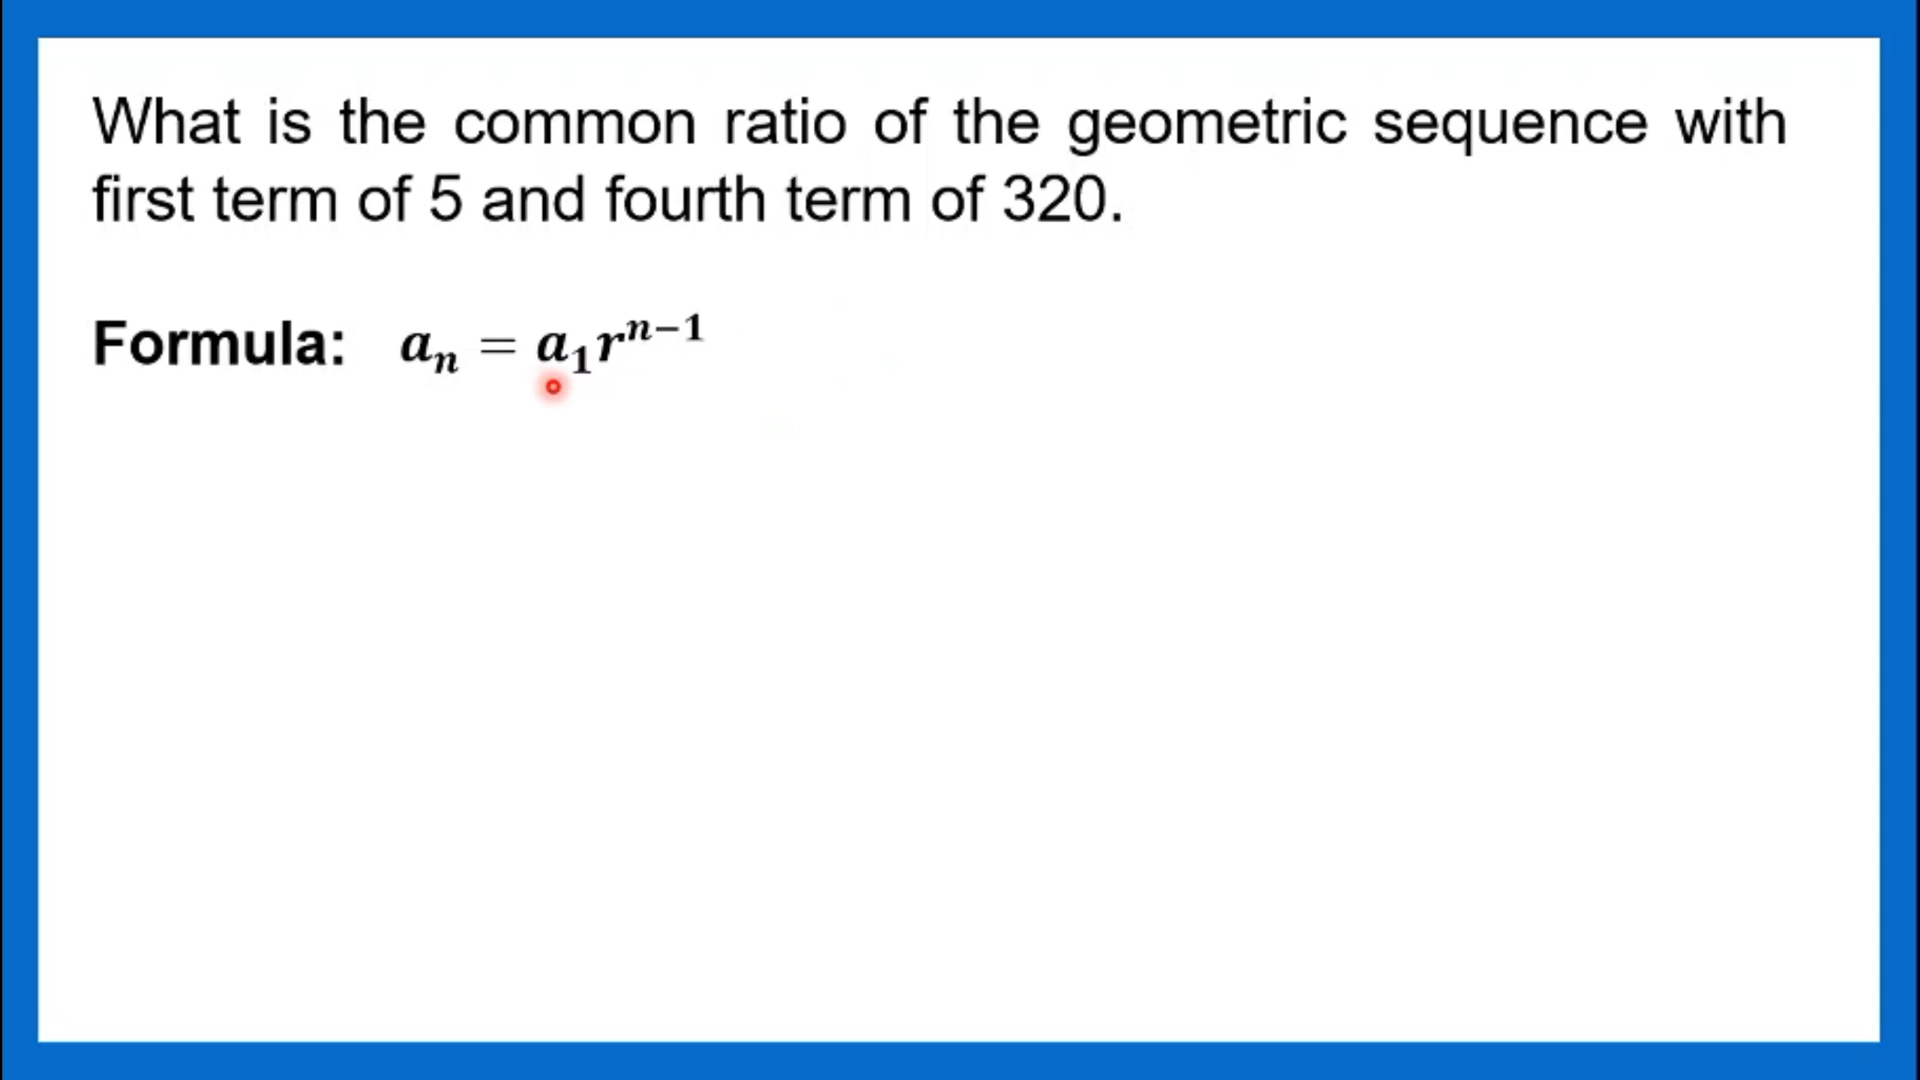 What is the common ratio of the geometric sequence with
first term of 5 and fourth term of 320.
Formula: aₙ = a₁rⁿ⁻¹